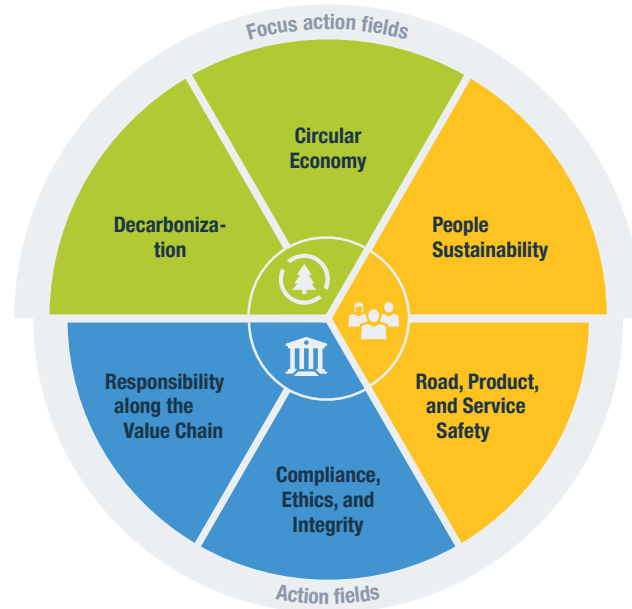 Focus action fields
Circular
Economy
Decarboniza-
tion
People
Sustainability
Responsibility
along the
Value Chain
Road, Product,
and Service
Safety
Compliance,
Ethics, and
Integrity
Action fields